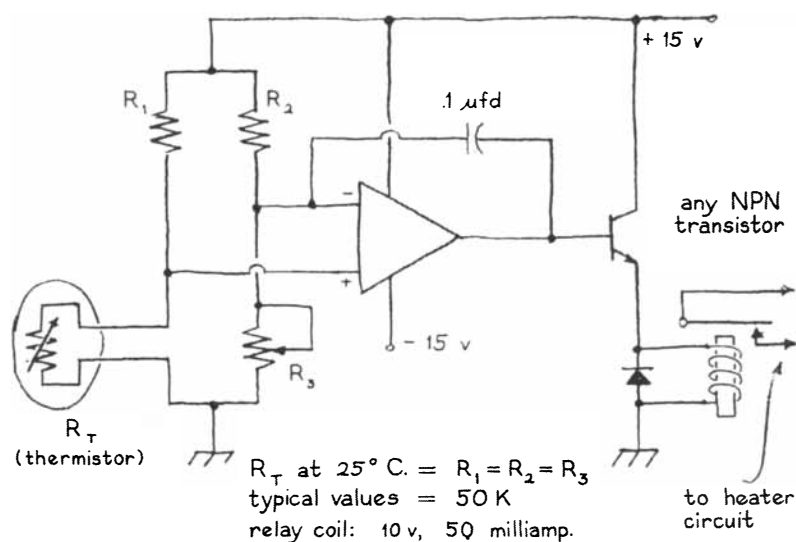 + 15 v
R1
R2
.1 µfd
-
any NPN
transistor
+
- 15 v
R3
RT
(thermistor)
RT at 25° C. = R1 = R2 = R3
typical values = 50 K
relay coil: 10 v, 50 milliamp.
to heater
circuit